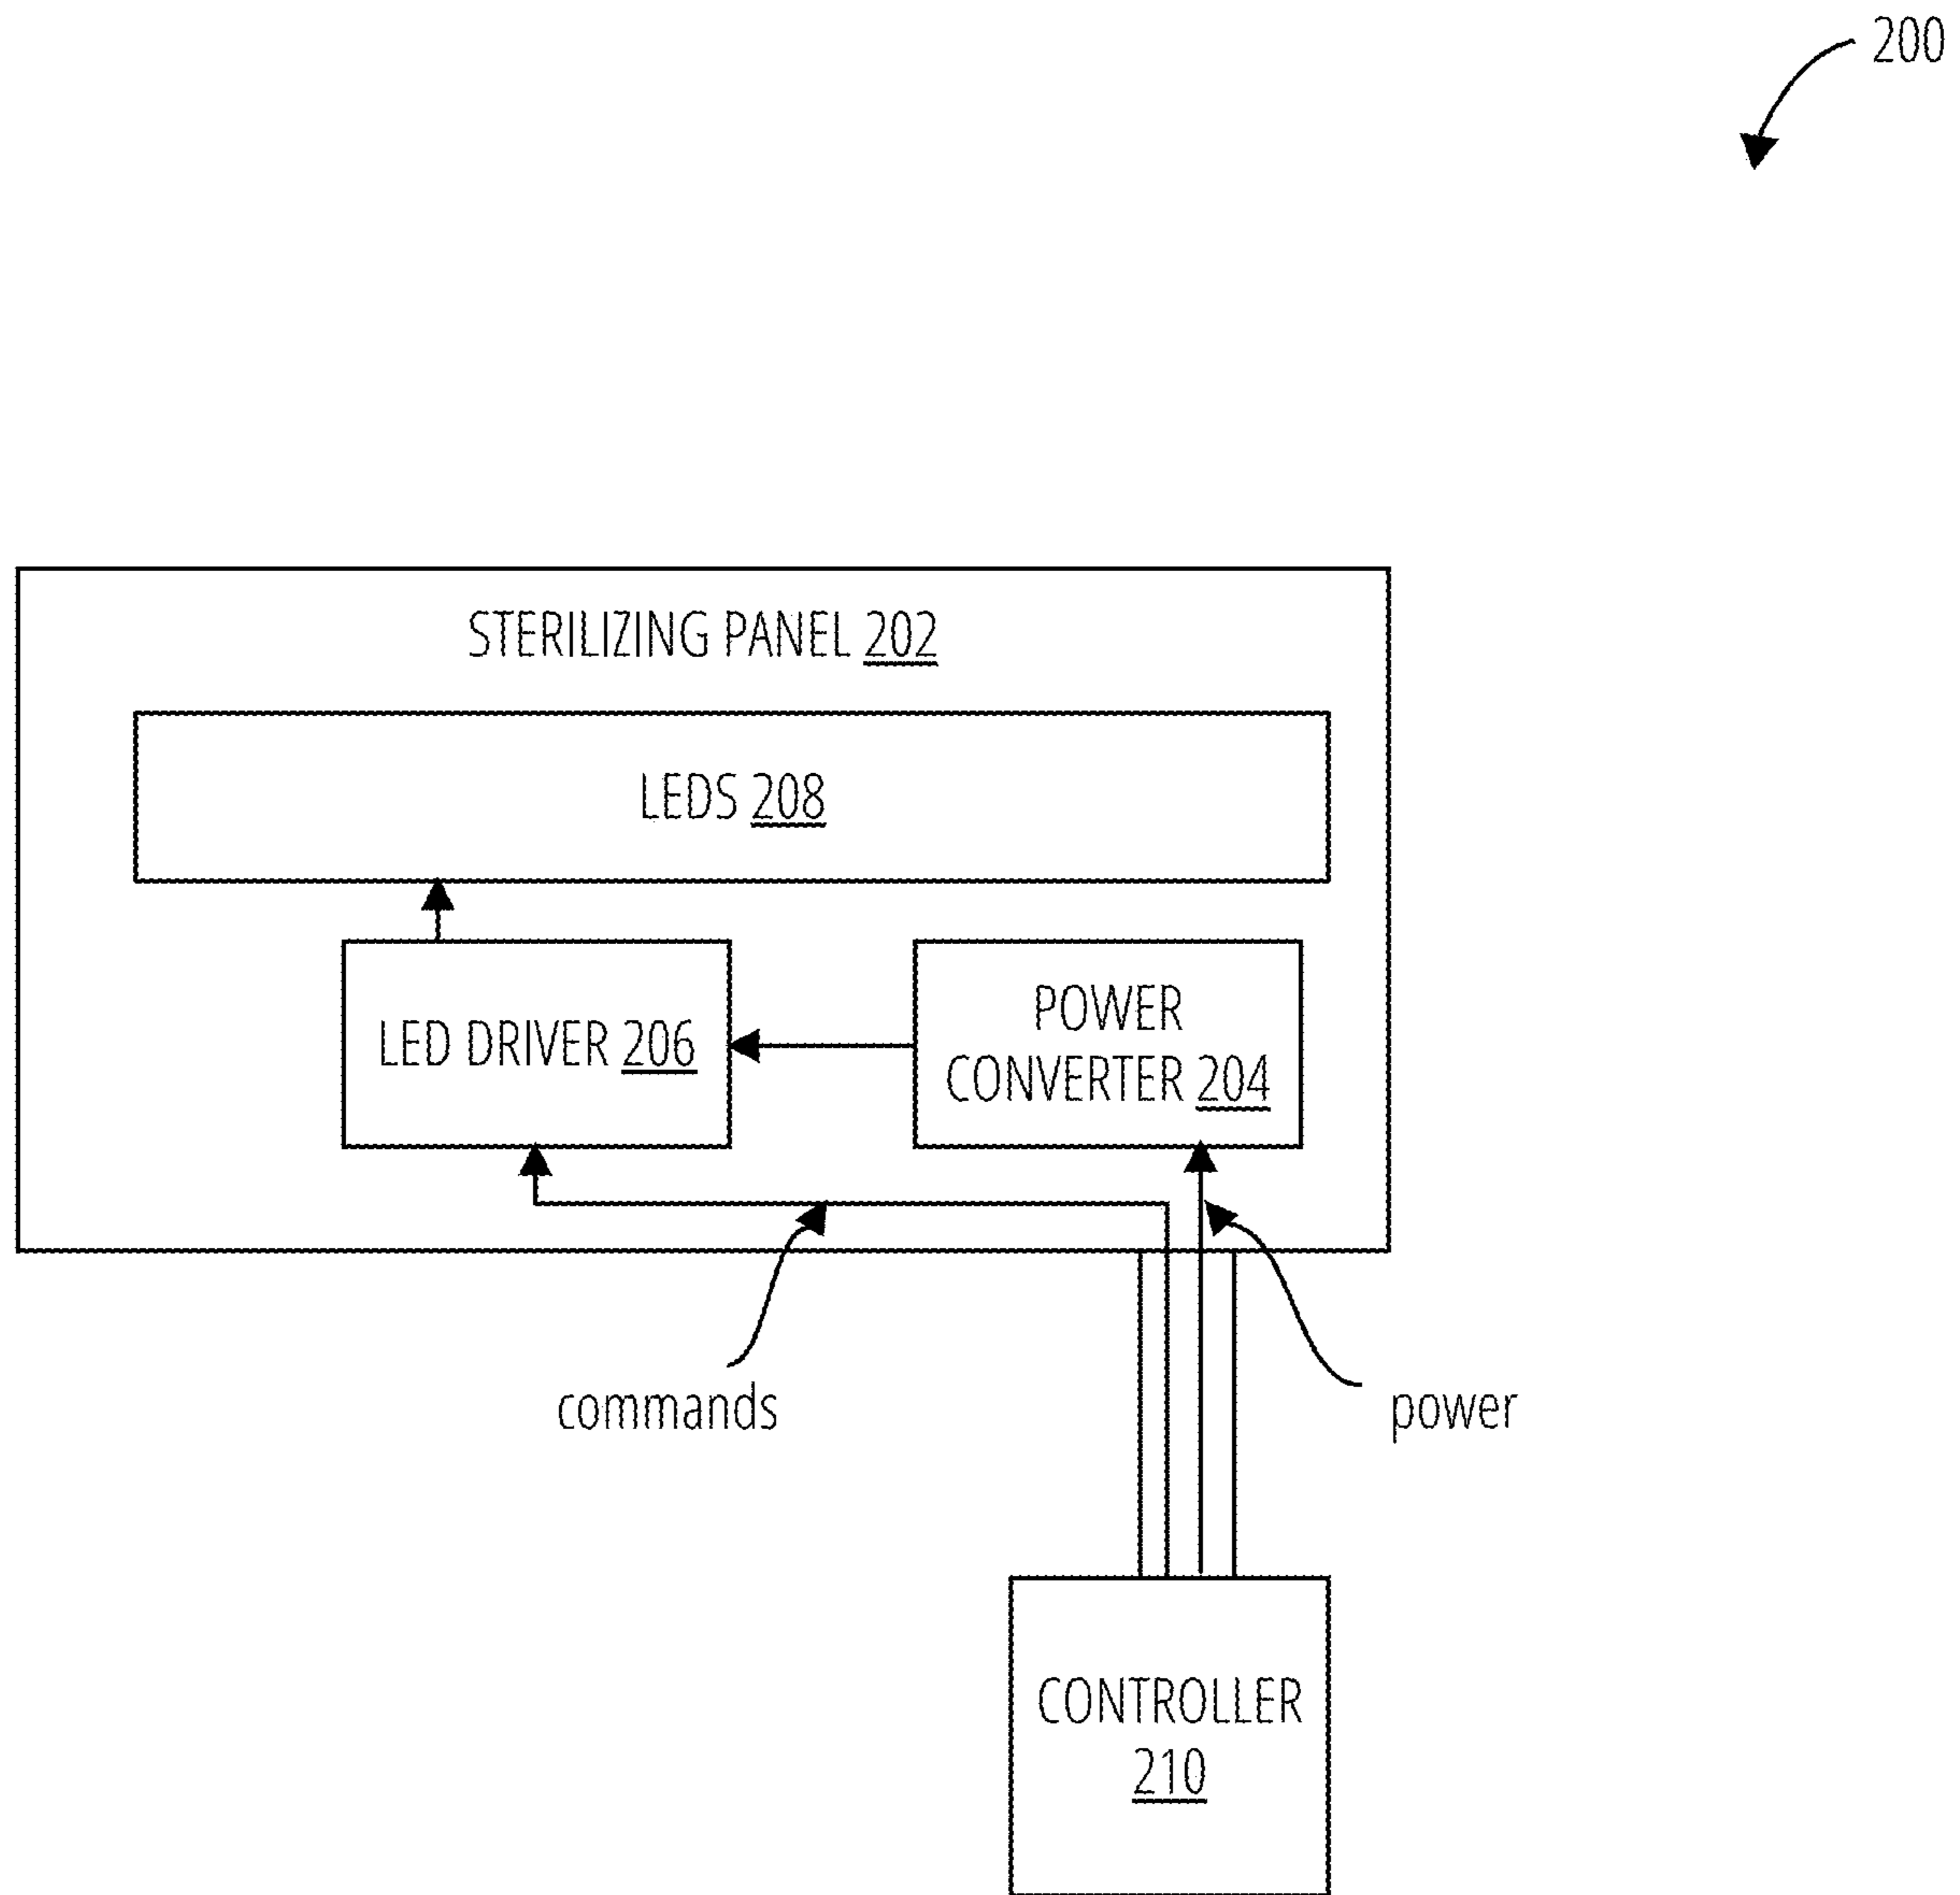 200
STERILIZING PANEL 202
LEDS 208
LED DRIVER 206
POWER
CONVERTER 204
commands
power
CONTROLLER
210